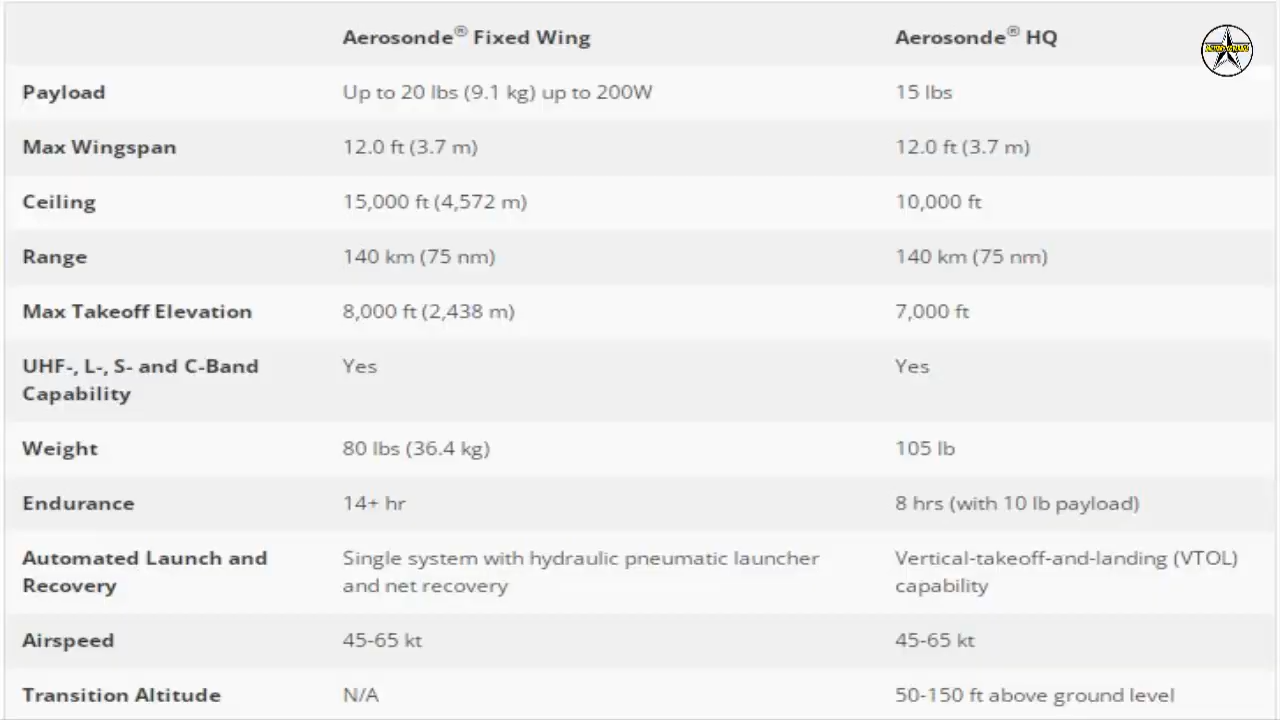 Aerosonde® Fixed Wing Aerosonde® HQ
Payload Up to 20 lbs (9.1 kg) up to 200W 15 lbs
Max Wingspan 12.0 ft (3.7 m) 12.0 ft (3.7 m)
Ceiling 15,000 ft (4,572 m) 10,000 ft
Range 140 km (75 nm) 140 km (75 nm)
Max Takeoff Elevation 8,000 ft (2,438 m) 7,000 ft
UHF-, L-, S- and C-Band Yes Yes
Capability
Weight 80 lbs (36.4 kg) 105 lb
Endurance 14+ hr 8 hrs (with 10 lb payload)
Automated Launch and Single system with hydraulic pneumatic launcher Vertical-takeoff-and-landing (VTOL)
Recovery and net recovery capability
Airspeed 45-65 kt 45-65 kt
Transition Altitude N/A 50-150 ft above ground level